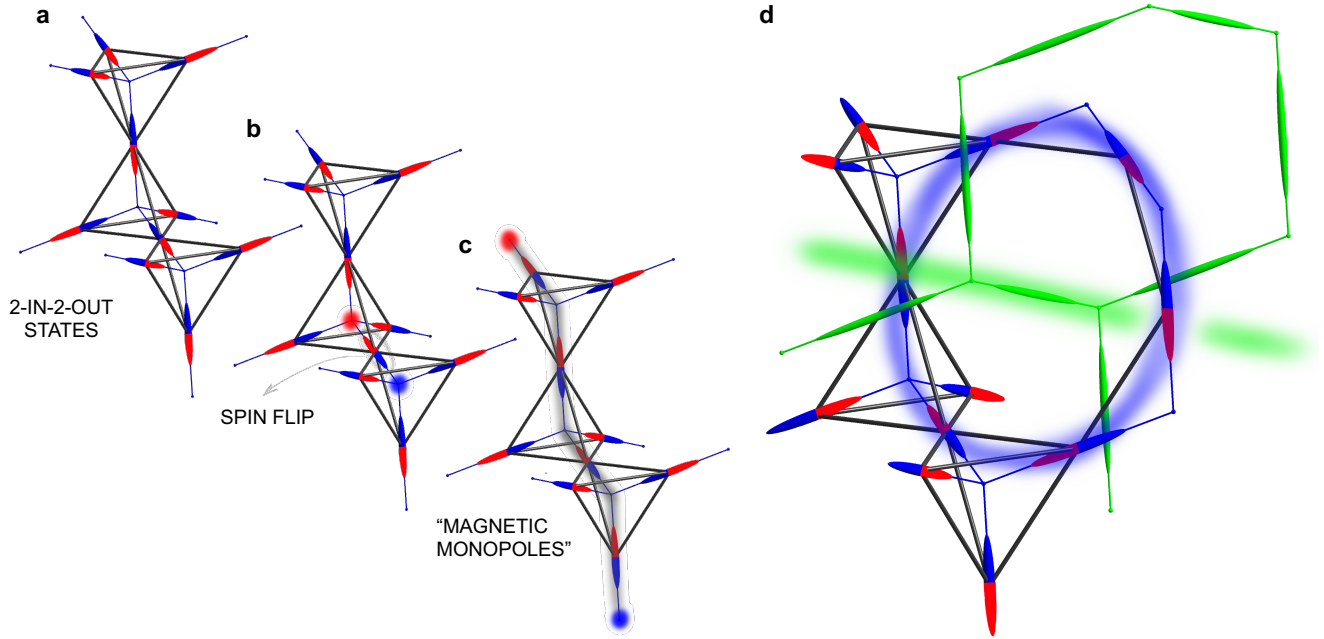 a
2-IN-2-OUT
STATES
b
SPIN FLIP
c
“MAGNETIC
MONOPOLES”
d